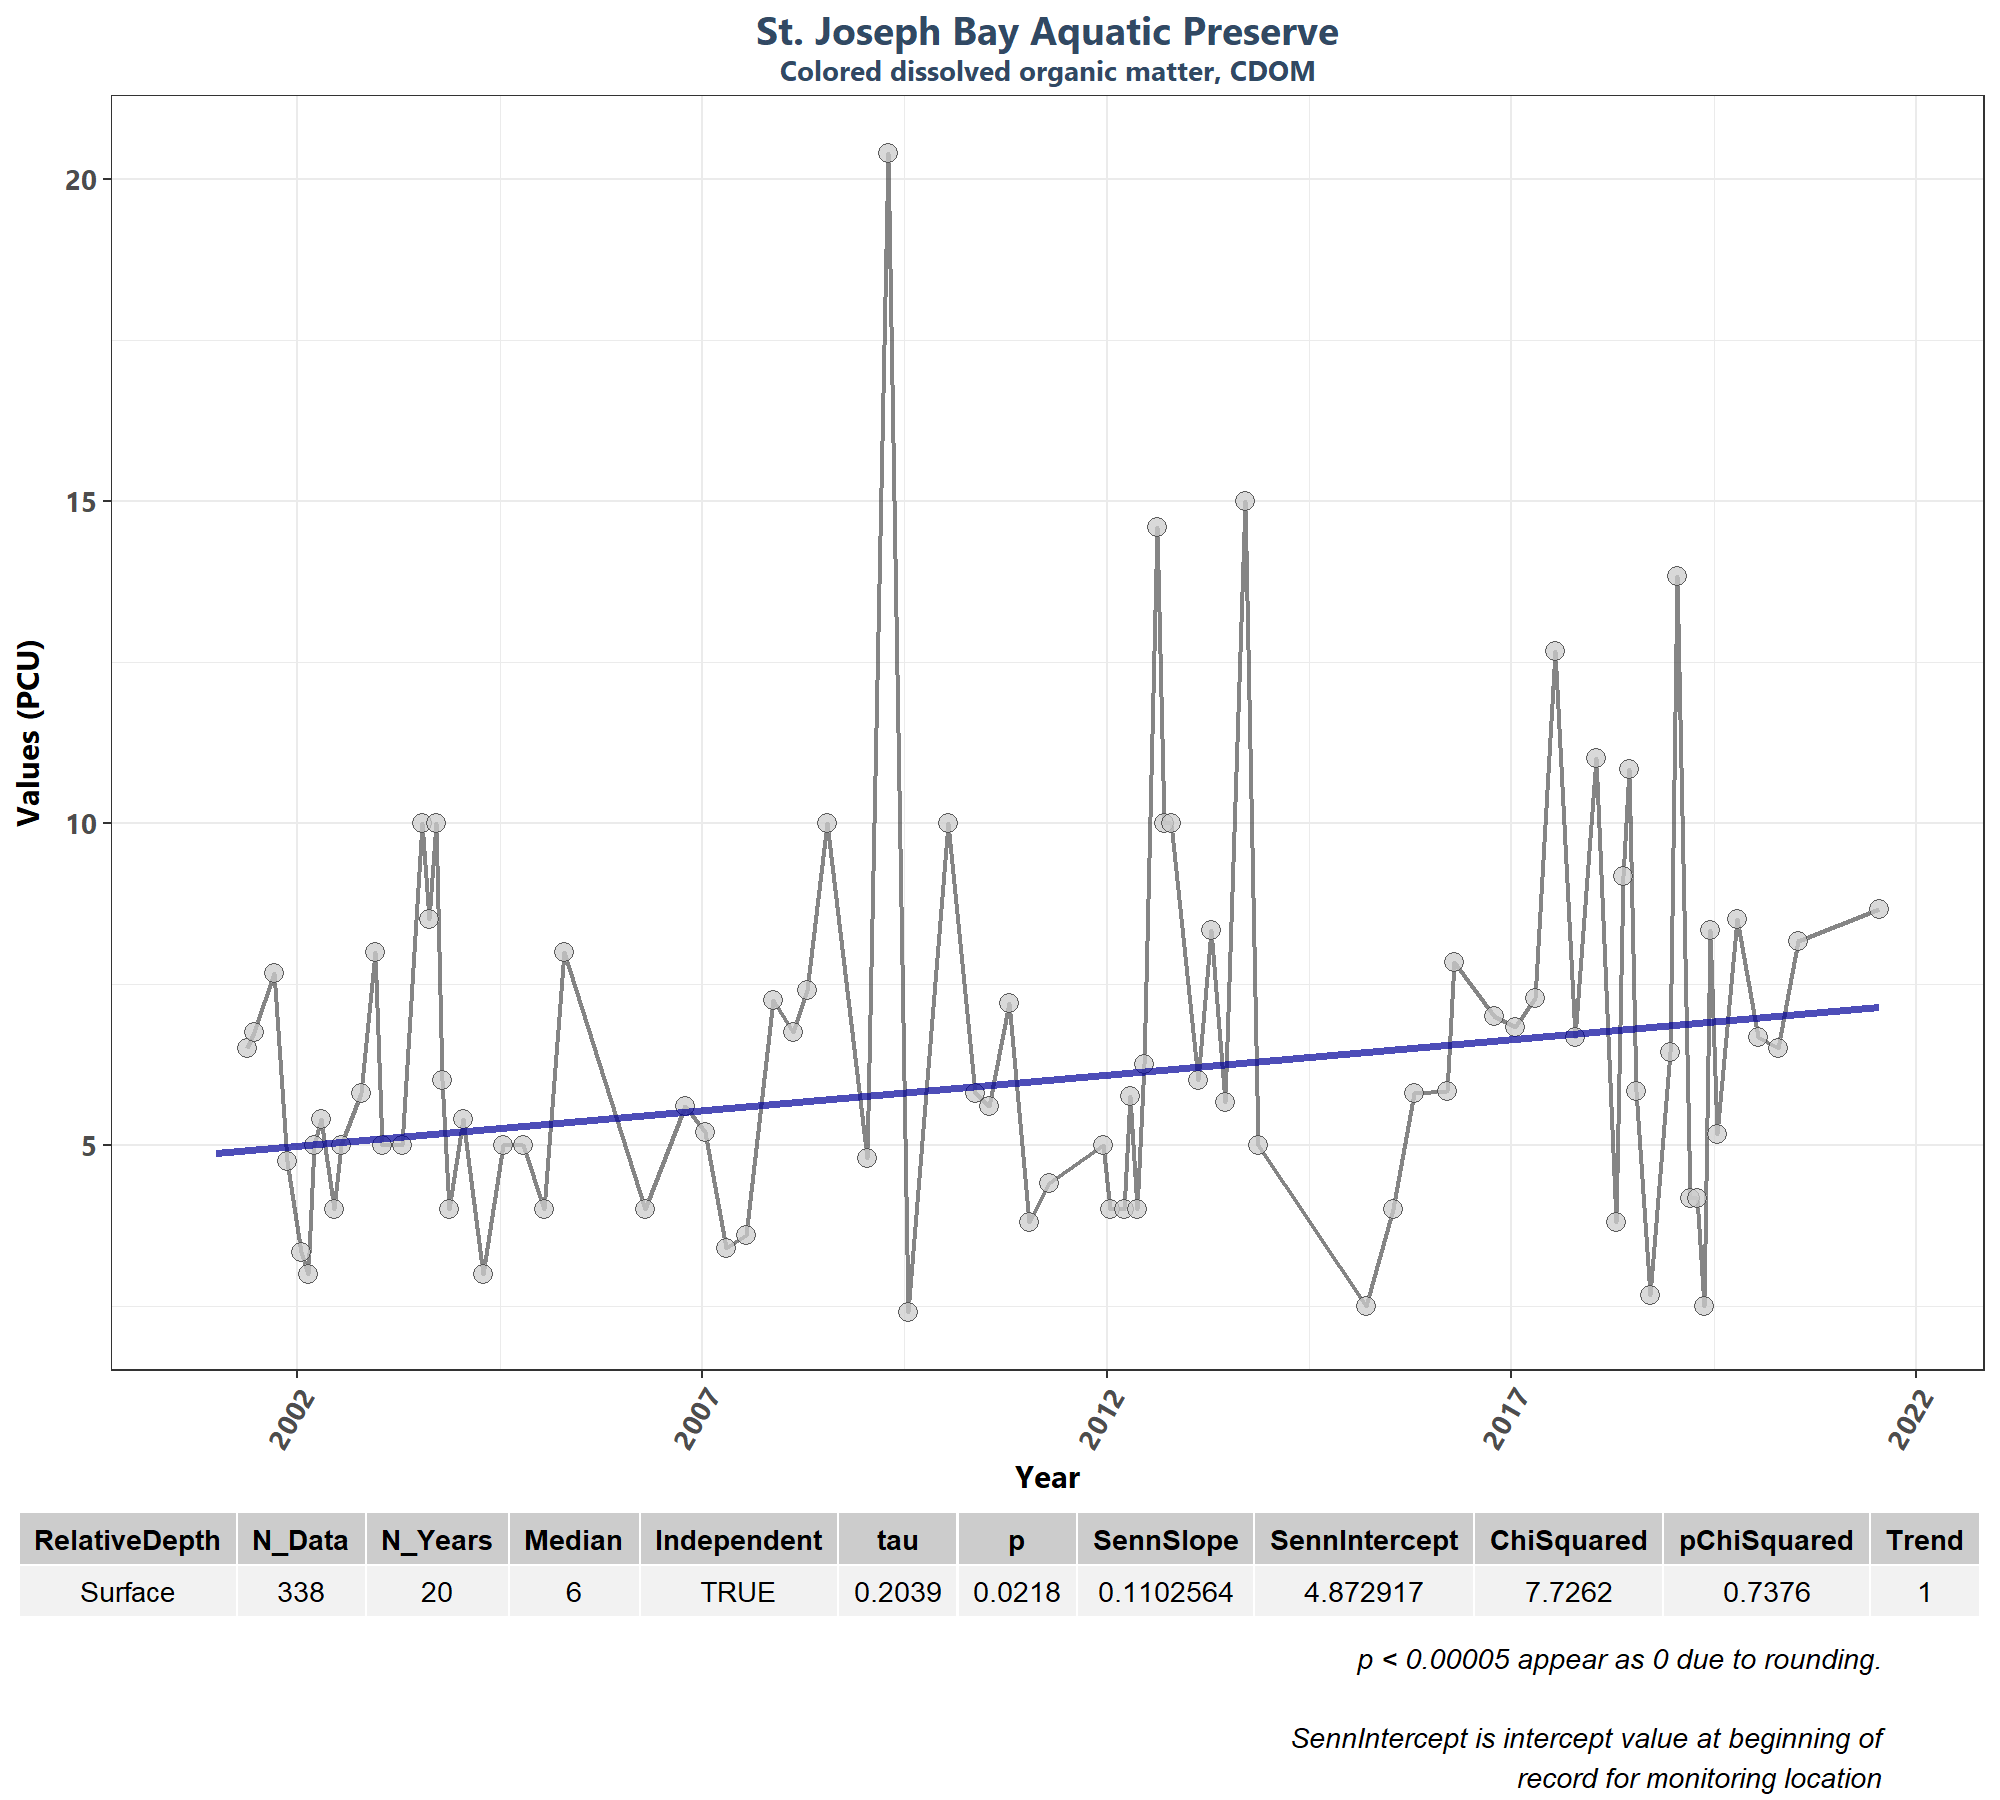 St. Joseph Bay Aquatic Preserve
Colored dissolved organic matter, CDOM
Values (PCU)
20
15
10
5
2002 2007 2012 2017 2022
Year
RelativeDepth N_Data N_Years Median Independent tau p SennSlope SennIntercept ChiSquared pChiSquared Trend
Surface 338 20 6 TRUE 0.2039 0.0218 0.1102564 4.872917 7.7262 0.7376 1
p < 0.00005 appear as 0 due to rounding.
SennIntercept is intercept value at beginning of
record for monitoring location